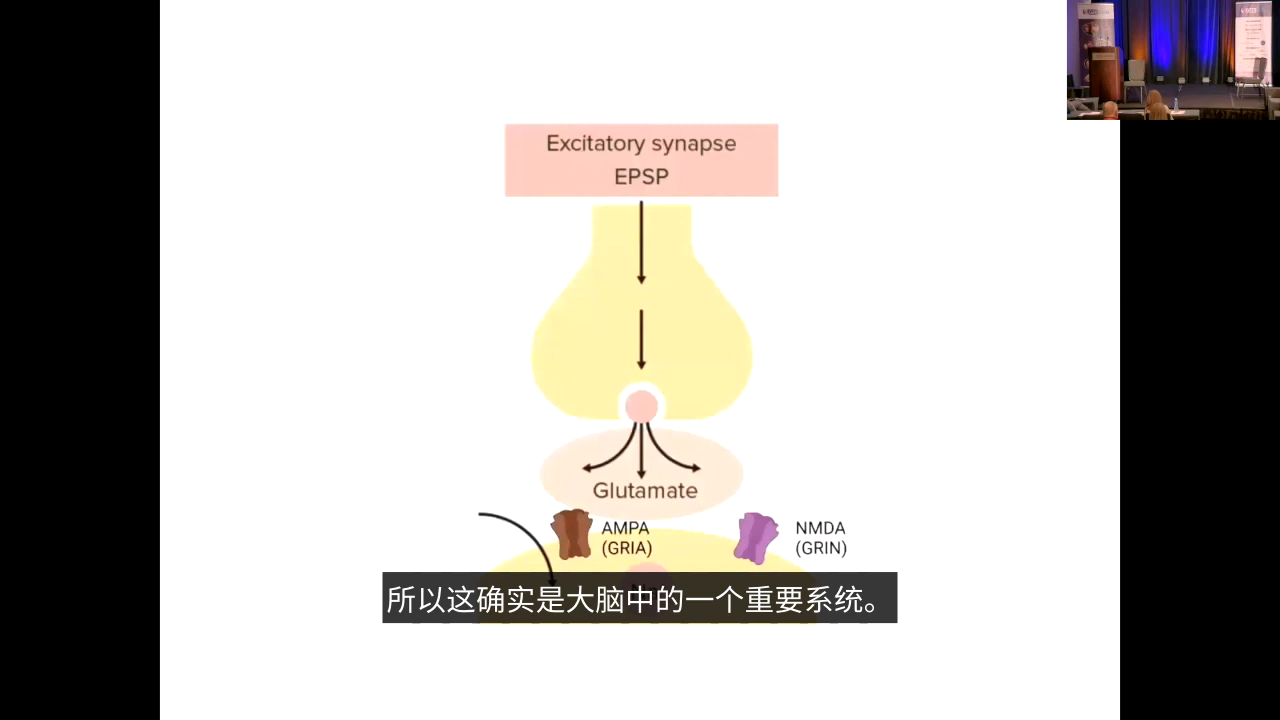 Excitatory synapse
EPSP
Glutamate
AMPA
(GRIA)
NMDA
(GRIN)
所以这确实是大脑中的一个重要系统。